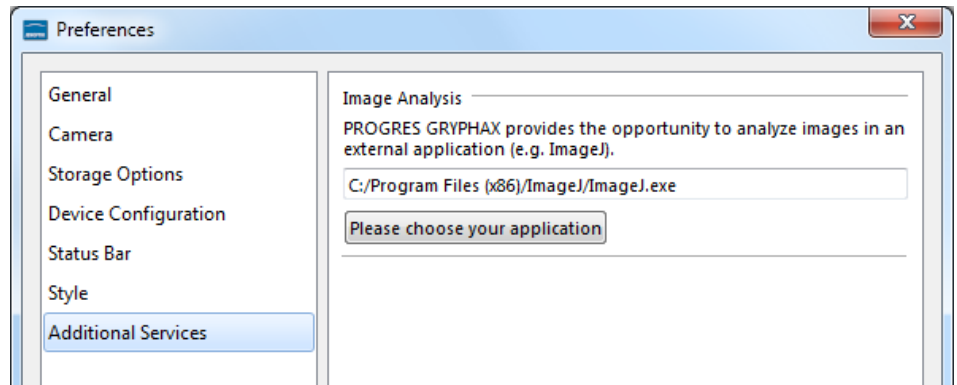 Preferences
General
Camera
Storage Options
Device Configuration
Status Bar
Style
Additional Services
Image Analysis
PROGRES GRYPHAX provides the opportunity to analyze images in an
external application (e.g. ImageJ).
C:/Program Files (x86)/ImageJ/ImageJ.exe
Please choose your application